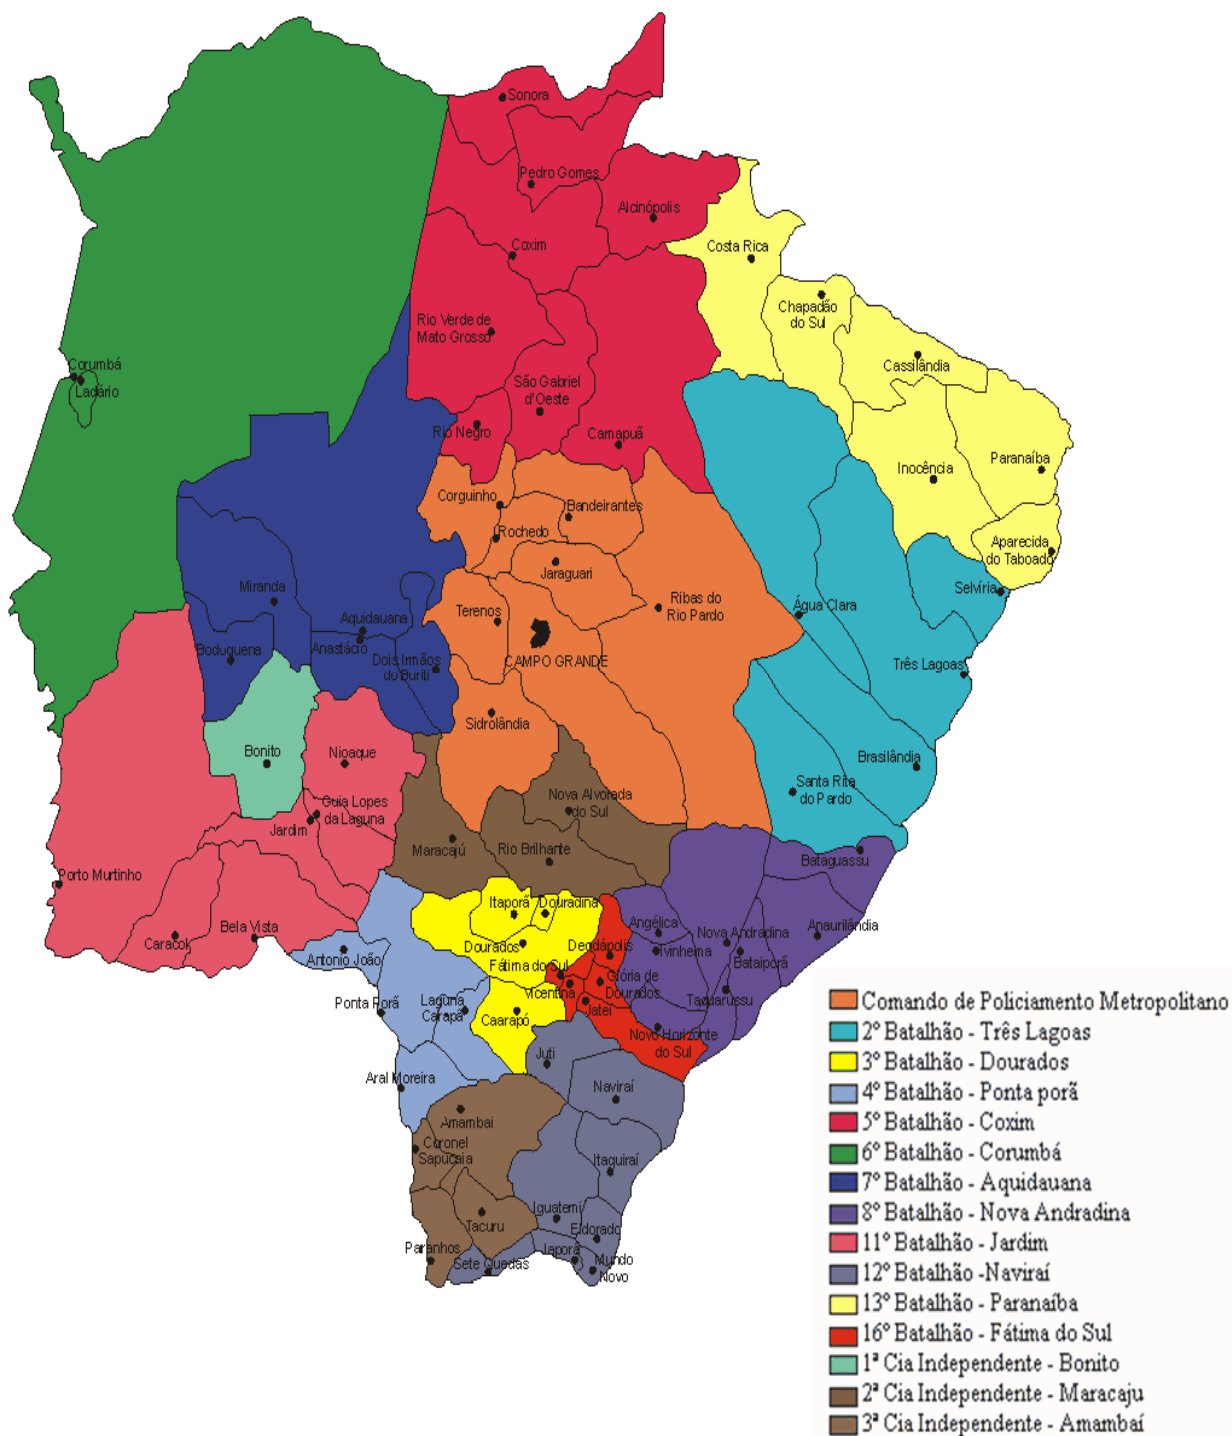 Sonora
Pedro Gomes
Alcinópolis
Costa Rica
Coxim
Chapadão
do Sul
Rio Verde de
Mato Grosso
Cassilândia
Corumbá
Ladário
São Gabriel
d'Oeste
Rio Negro
Camapuã
Inocência
Paranaíba
Corguinho
Bandeirantes
Rochedo
Aparecida
do Taboado
Jaraguari
Miranda
Selvíria
Ribas do
Rio Pardo
Água Clara
Terenos
Aquidauana
Anastácio
Boduquena
Dois Irmãos
do Buriti
CAMPO GRANDE
Três Lagoas
Sidrolândia
Bonito
Nioaque
Brasilândia
Santa Rita
do Pardo
Nova Alvorada
do Sul
Guia Lopes
da Laguna
Jardim
Maracajú
Rio Brilhante
Bataguassu
Porto Murtinho
Itaporã
Douradina
Angélica
Anaurilândia
Caracol
Bela Vista
Nova Andradina
Dourados
Deodápolis
Ivinheina
Antonio João
Fátima do Sul
Bataiporã
Glória de
Dourados
Vicentina
Taquarussu
Ponta Porã
Laguna
Carapã
Caarapó
Jateí
Novo Horizonte
do Sul
Juti
Aral Moreira
Naviraí
Amambai
Coronel
Sapucaia
Itaquiraí
Iguatemi
Tacuru
Eldorado
Paranhos
Japorã
Sete Quedas
Mundo
Novo
Comando de Policiamento Metropolitano
2º Batalhão - Três Lagoas
3º Batalhão - Dourados
4º Batalhão - Ponta porã
5º Batalhão - Coxim
6º Batalhão - Corumbá
7º Batalhão - Aquidauana
8º Batalhão - Nova Andradina
11º Batalhão - Jardim
12º Batalhão -Naviraí
13º Batalhão - Paranaíba
16º Batalhão - Fátima do Sul
1ª Cia Independente - Bonito
2ª Cia Independente - Maracaju
3ª Cia Independente - Amambaí